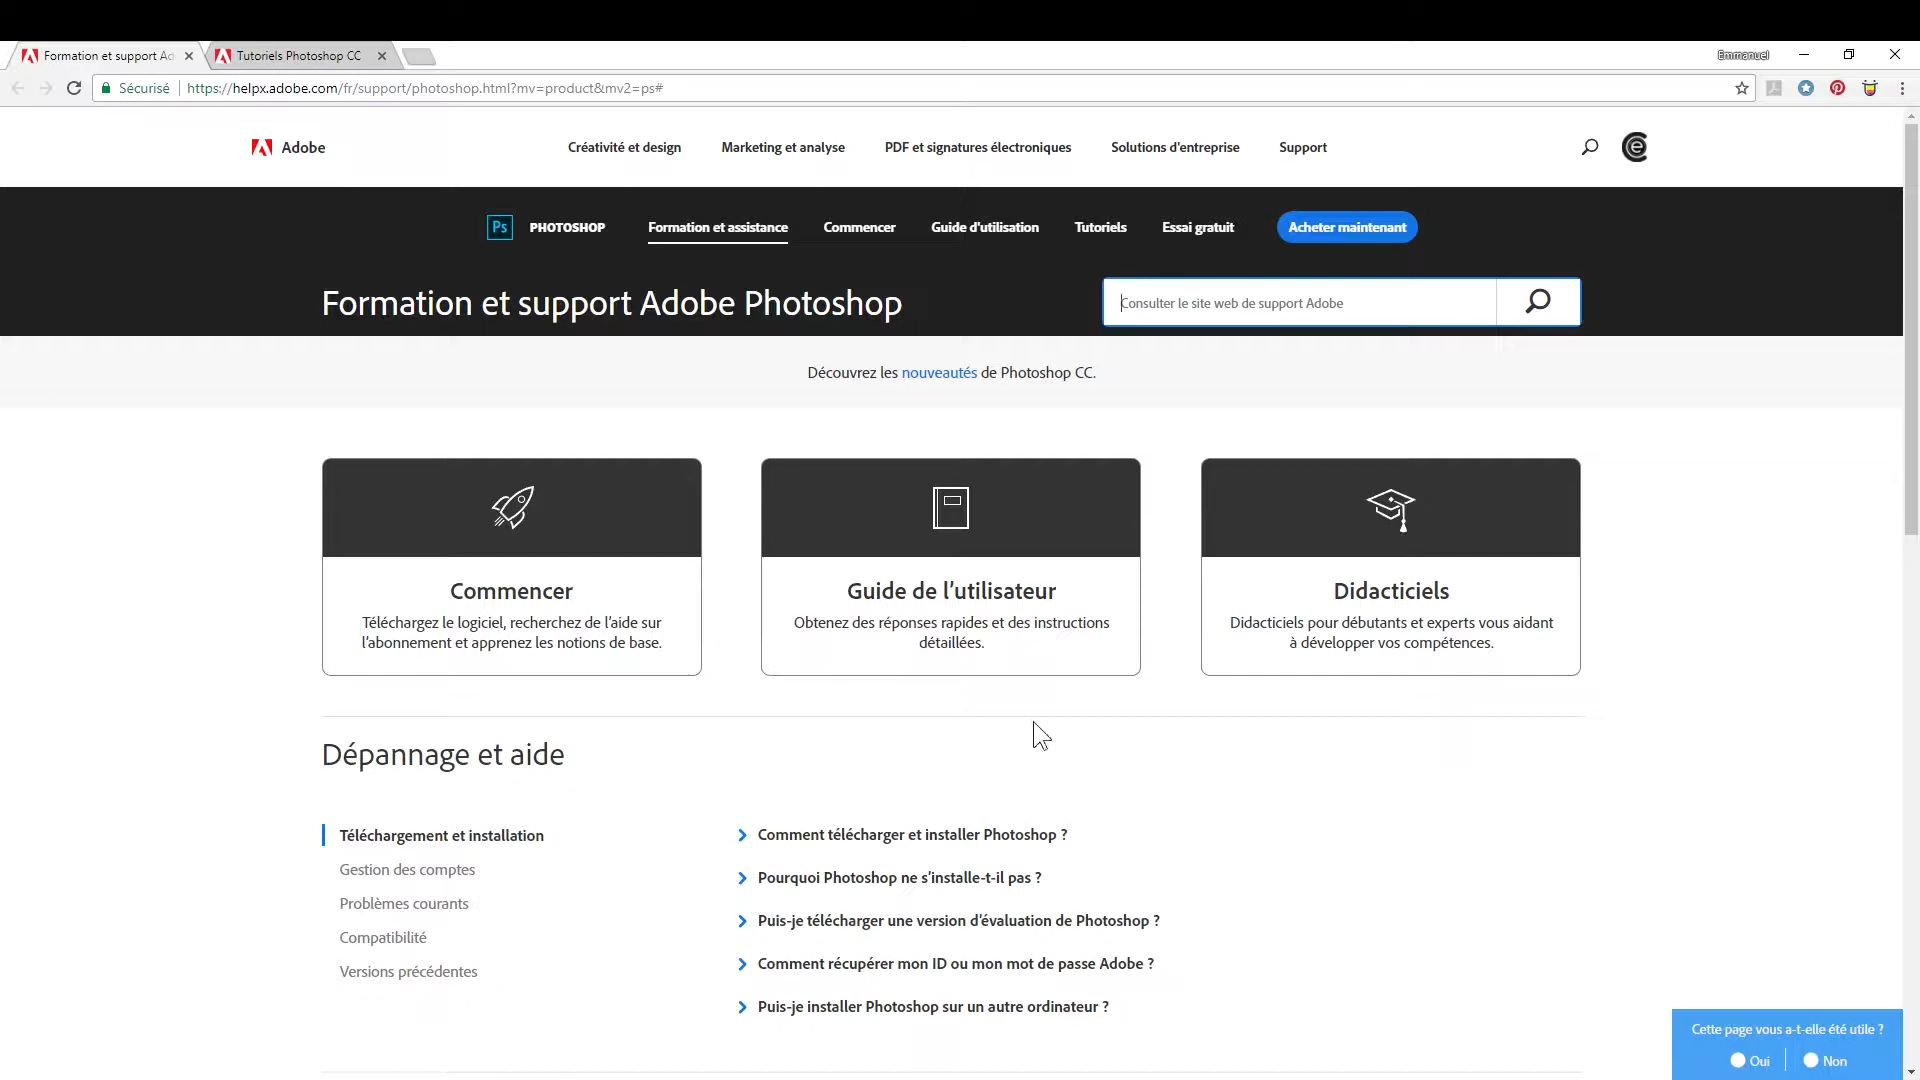 Formation et support Ad
Tutoriels Photoshop CC
Emmanuel
Sécurisé
https://helpx.adobe.com/fr/support/photoshop.html?mv=product&mv2=ps#
Adobe
Créativité et design
Marketing et analyse
PDF et signatures électroniques
Solutions d'entreprise
Support
Ps
PHOTOSHOP
Formation et assistance
Commencer
Guide d'utilisation
Tutoriels
Essai gratuit
Acheter maintenant
Formation et support Adobe Photoshop
Consulter le site web de support Adobe
Découvrez les nouveautés de Photoshop CC.
Commencer
Téléchargez le logiciel, recherchez de l’aide sur
l’abonnement et apprenez les notions de base.
Guide de l’utilisateur
Obtenez des réponses rapides et des instructions
détaillées.
Didacticiels
Didacticiels pour débutants et experts vous aidant
à développer vos compétences.
Dépannage et aide
Téléchargement et installation
Gestion des comptes
Problèmes courants
Compatibilité
Versions précédentes
Comment télécharger et installer Photoshop ?
Pourquoi Photoshop ne s’installe-t-il pas ?
Puis-je télécharger une version d’évaluation de Photoshop ?
Comment récupérer mon ID ou mon mot de passe Adobe ?
Puis-je installer Photoshop sur un autre ordinateur ?
Cette page vous a-t-elle été utile ?
Oui
Non